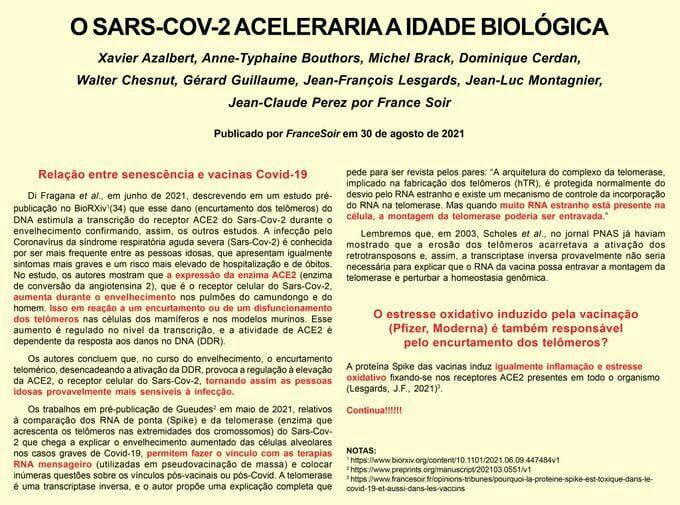 O SARS-COV-2 ACELERARIA A IDADE BIOLÓGICA
Xavier Azalbert, Anne-Typhaine Bouthors, Michel Brack, Dominique Cerdan,
Walter Chesnut, Gérard Guillaume, Jean-François Lesgards, Jean-Luc Montagnier,
Jean-Claude Perez por France Soir
Publicado por FranceSoir em 30 de agosto de 2021
Relação entre senescência e vacinas Covid-19
Di Fragana et al., em junho de 2021, descrevendo em um estudo pré-
publicação no BioRXiv¹(34) que esse dano (encurtamento dos telômeros) do
DNA estimula a transcrição do receptor ACE2 do Sars-Cov-2 durante o
envelhecimento confirmando, assim, os outros estudos. A infecção pelo
Coronavírus da síndrome respiratória aguda severa (Sars-Cov-2) é conhecida
por ser mais frequente entre as pessoas idosas, que apresentam igualmente
sintomas mais graves e um risco mais elevado de hospitalização e de óbitos.
No estudo, os autores mostram que a expressão da enzima ACE2 (enzima
de conversão da angiotensina 2), que é o receptor celular do Sars-Cov-2,
aumenta durante o envelhecimento nos pulmões do camundongo e do
homem. Isso em reação a um encurtamento ou de um disfuncionamento
dos telômeros nas células dos mamíferos e nos modelos murinos. Esse
aumento é regulado no nível da transcrição, e a atividade de ACE2 é
dependente da resposta aos danos no DNA (DDR).
Os autores concluem que, no curso do envelhecimento, o encurtamento
telomérico, desencadeando a ativação da DDR, provoca a regulação à elevação
da ACE2, o receptor celular do Sars-Cov-2, tornando assim as pessoas
idosas provavelmente mais sensíveis à infecção.
Os trabalhos em pré-publicação de Gueudes² em maio de 2021, relativos
à comparação dos RNA de ponta (Spike) e da telomerase (enzima que
acrescenta os telômeros nas extremidades dos cromossomos) do Sars-Co
V-2 que chega a explicar o envelhecimento aumentado das células alveolares
nos casos graves de Covid-19, permitem fazer o vínculo com as terapias
RNA mensageiro (utilizadas em pseudovacinação de massa) e colocar
inúmeras questões sobre os vínculos pós-vacinais ou pós-Covid. A telomerase
é uma transcriptase inversa, e o autor propõe uma explicação completa que
pede para ser revista pelos pares: “A arquitetura do complexo da telomerase,
implicado na fabricação dos telômeros (hTR), é protegida normalmente do
desvio pelo RNA estranho e existe um mecanismo de controle da incorporação
do RNA na telomerase. Mas quando muito RNA estranho está presente na
célula, a montagem da telomerase poderia ser entravada.”
Lembremos que, em 2003, Scholes et al., no jornal PNAS já haviam
mostrado que a erosão dos telômeros acarretava a ativação dos
retrotransposons e, assim, a transcriptase inversa provavelmente não seria
necessária para explicar que o RNA da vacina possa entravar a montagem da
telomerase e perturbar a homeostasia genômica.
O estresse oxidativo induzido pela vacinação
(Pfizer, Moderna) é também responsável
pelo encurtamento dos telômeros?
A proteína Spike das vacinas induz igualmente inflamação e estresse
oxidativo fixando-se nos receptores ACE2 presentes em todo o organismo
(Lesgards, J.F., 2021)³.
Continua!!!!!!
NOTAS:
¹ https://www.biorxiv.org/content/10.1101/2021.06.09.447484v1
² https://www.preprints.org/manuscript/202103.0551/v1
³ https://www.francesoir.fr/opinions-tribunes/pourquoi-la-proteine-spike-est-toxique-dans-le-
covid-19-et-aussi-dans-les-vaccins